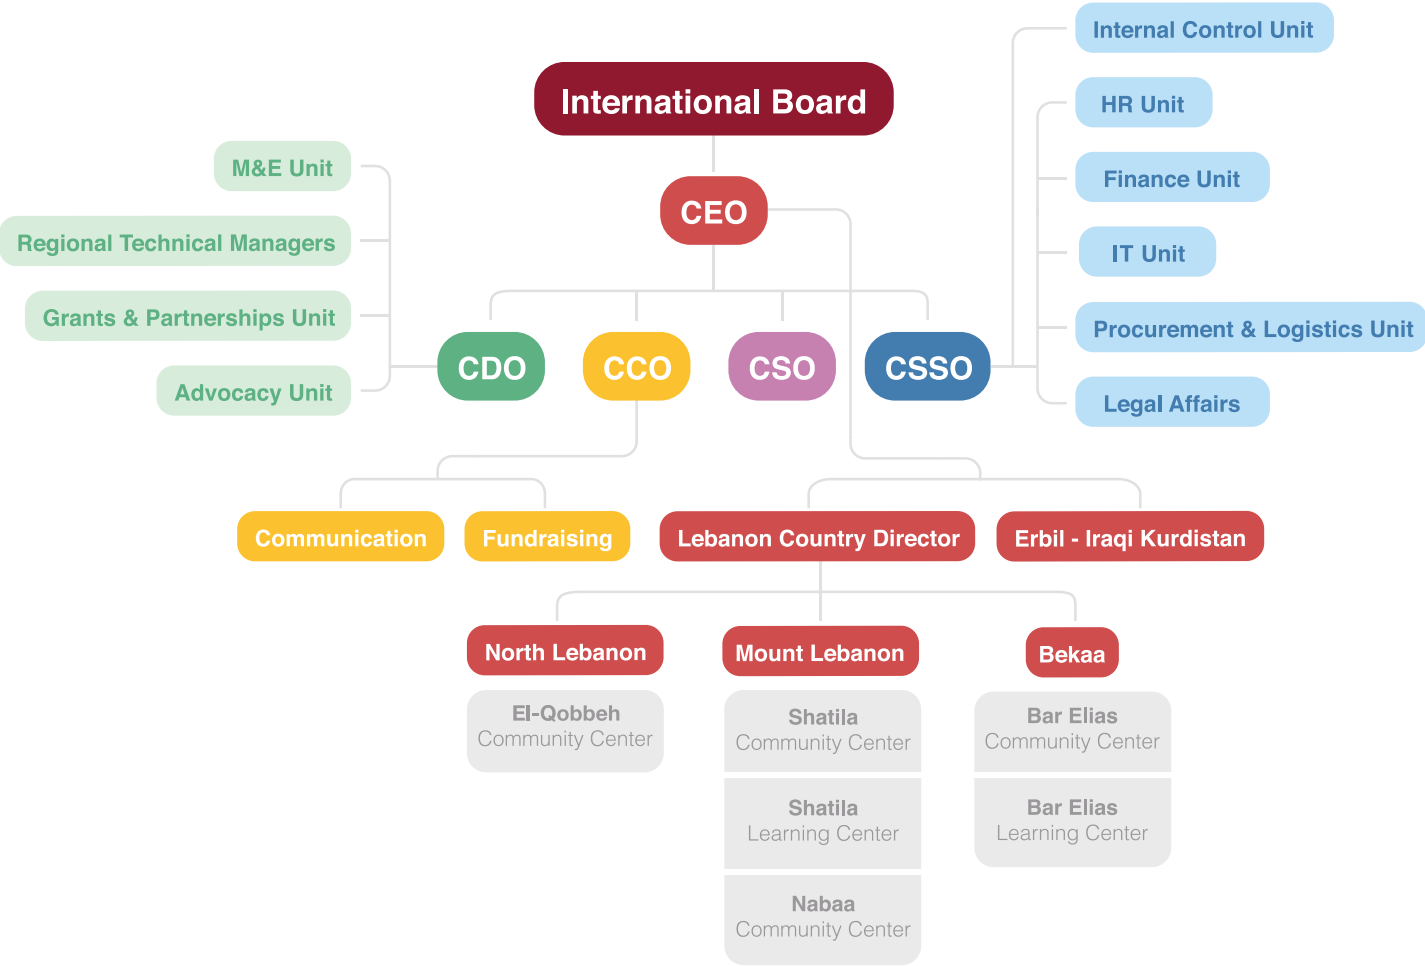 International Board
CEO
CDO
CCO
CSO
CSSO
M&E Unit
Regional Technical Managers
Grants & Partnerships Unit
Advocacy Unit
Internal Control Unit
HR Unit
Finance Unit
IT Unit
Procurement & Logistics Unit
Legal Affairs
Communication
Fundraising
Lebanon Country Director
Erbil - Iraqi Kurdistan
North Lebanon
El-Qobbeh
Community Center
Mount Lebanon
Shatila
Community Center
Shatila
Learning Center
Nabaa
Community Center
Bekaa
Bar Elias
Community Center
Bar Elias
Learning Center